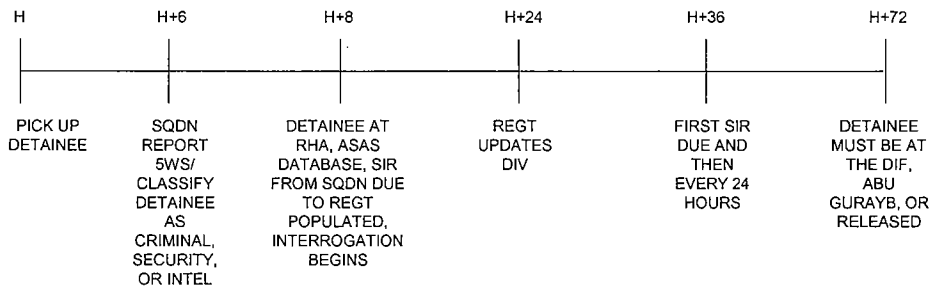 H
H+6
H+8
H+24
H+36
H+72
PICK UP
DETAINEE
SQDN
REPORT
5WS/
CLASSIFY
DETAINEE
AS
CRIMINAL,
SECURITY,
OR INTEL
DETAINEE AT
RHA, ASAS
DATABASE, SIR
FROM SQDN DUE
TO REGT
POPULATED,
INTERROGATION
BEGINS
REGT
UPDATES
DIV
FIRST SIR
DUE AND
THEN
EVERY 24
HOURS
DETAINEE
MUST BE AT
THE DIF,
ABU
GURAYB, OR
RELEASED